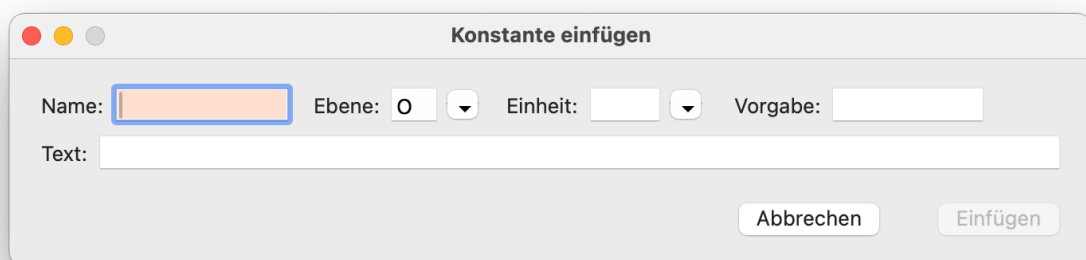 Konstante einfügen
Name: Ebene: O Einheit: Vorgabe:
Text:
Abbrechen Einfügen